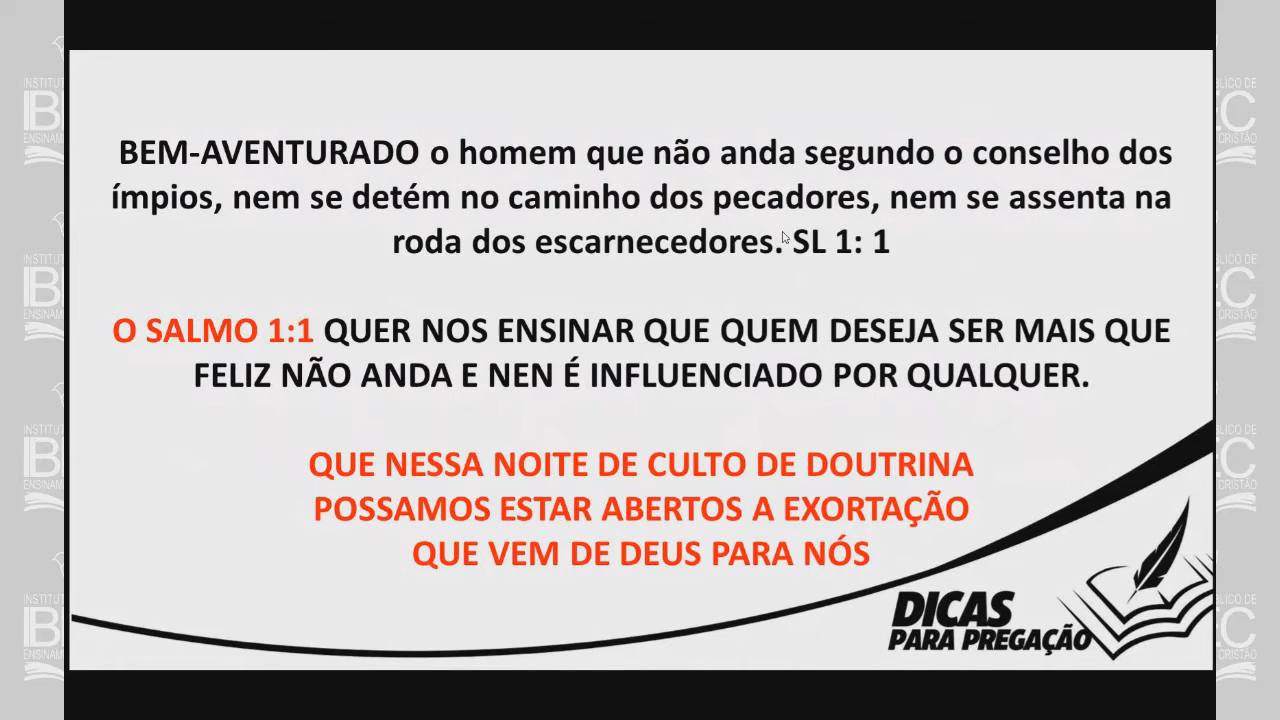 BEM-AVENTURADO o homem que não anda segundo o conselho dos
ímpios, nem se detém no caminho dos pecadores, nem se assenta na
roda dos escarnecedores. SL 1: 1
O SALMO 1:1 QUER NOS ENSINAR QUE QUEM DESEJA SER MAIS QUE
FELIZ NÃO ANDA E NEN É INFLUENCIADO POR QUALQUER.
QUE NESSA NOITE DE CULTO DE DOUTRINA
POSSAMOS ESTAR ABERTOS A EXORTAÇÃO
QUE VEM DE DEUS PARA NÓS
DICAS
PARA PREGAÇÃO